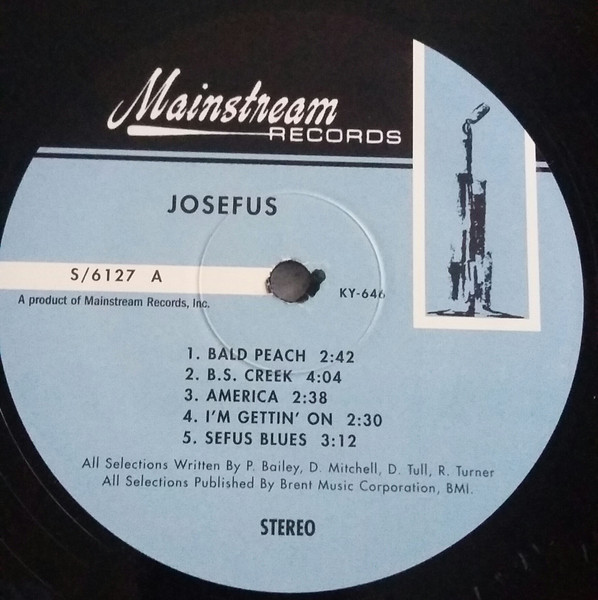 Mainstream
RECORDS
JOSEFUS
S/6127 A
A product of Mainstream Records, Inc.
KY-646
1. BALD PEACH 2:42
2. B.S. CREEK 4:04
3. AMERICA 2:38
4. I'M GETTIN' ON 2:30
5. SEFUS BLUES 3:12
All Selections Written By P. Bailey, D. Mitchell, D. Tull, R. Turner
All Selections Published By Brent Music Corporation, BMI.
STEREO